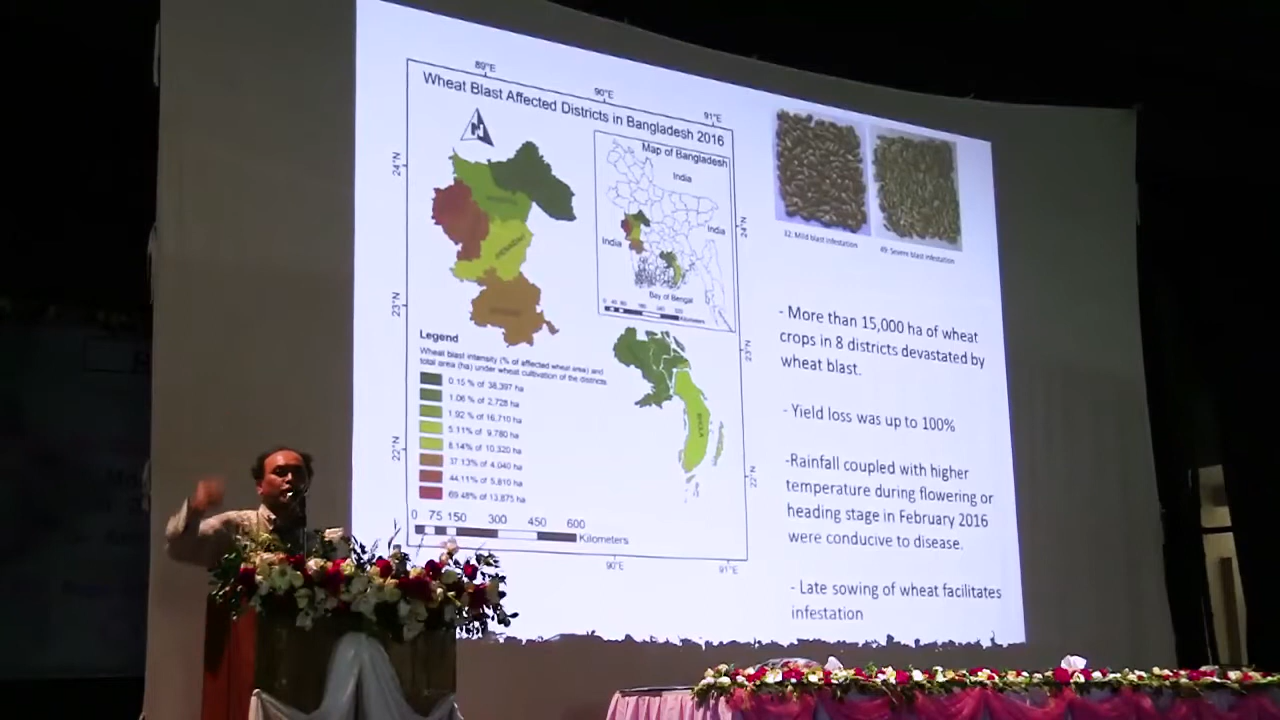 89°E
90°E
91°E
Wheat Blast Affected Districts in Bangladesh 2016
Map of Bangladesh
India
India
India
Bay of Bengal
Kilometers
24°N
23°N
22°N
24°N
23°N
22°N
Legend
Wheat blast intensity (% of affected wheat area) and
total area (ha) under wheat cultivation of the districts
0.15 % of 38,397 ha
1.06 % of 2,728 ha
1.92 % of 16,710 ha
5.11% of 9,780 ha
8.14% of 10,320 ha
37.13% of 4,040 ha
44.11% of 5,810 ha
69.48% of 13,875 ha
0 75 150 300 450 600
Kilometers
90°E
91°E
32: Mild blast infestation
49: Severe blast infestation
- More than 15,000 ha of wheat
crops in 8 districts devastated by
wheat blast.
- Yield loss was up to 100%
-Rainfall coupled with higher
temperature during flowering or
heading stage in February 2016
were conducive to disease.
- Late sowing of wheat facilitates
infestation